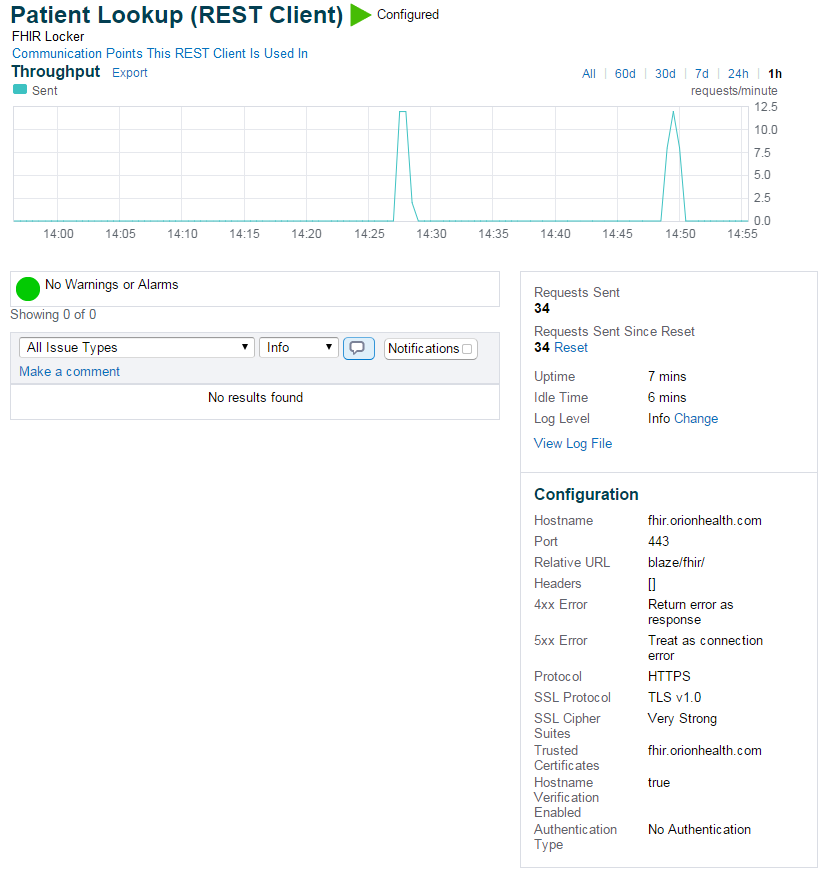 Patient Lookup (REST Client) Configured
FHIR Locker
Communication Points This REST Client Is Used In
Throughput Export All 60d 30d 7d 24h 1h
Sent requests/minute
12.5
10.0
7.5
5.0
2.5
0.0
14:00 14:05 14:10 14:15 14:20 14:25 14:30 14:35 14:40 14:45 14:50 14:55
No Warnings or Alarms
Showing 0 of 0
All Issue Types Info Notifications
Make a comment
No results found
Requests Sent
34
Requests Sent Since Reset
34 Reset
Uptime 7 mins
Idle Time 6 mins
Log Level Info Change
View Log File
Configuration
Hostname fhir.orionhealth.com
Port 443
Relative URL blaze/fhir/
Headers []
4xx Error Return error as
response
5xx Error Treat as connection
error
Protocol HTTPS
SSL Protocol TLS v1.0
SSL Cipher Very Strong
Suites
Trusted fhir.orionhealth.com
Certificates
Hostname true
Verification
Enabled
Authentication No Authentication
Type